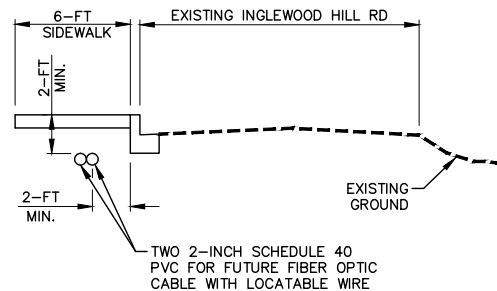 6-FT
SIDEWALK
EXISTING INGLEWOOD HILL RD
2-FT
MIN.
2-FT
MIN.
EXISTING
GROUND
TWO 2-INCH SCHEDULE 40
PVC FOR FUTURE FIBER OPTIC
CABLE WITH LOCATABLE WIRE